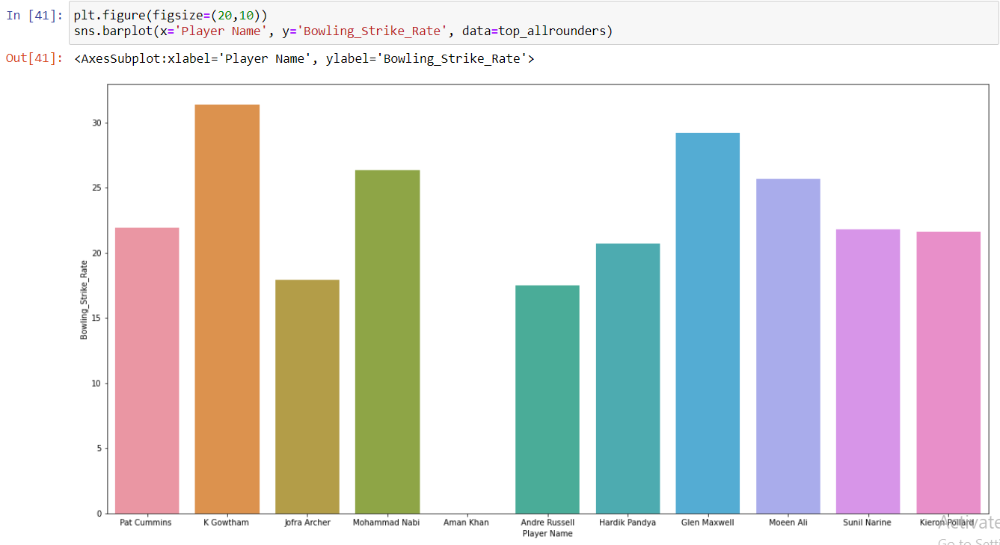 In [41]: plt.figure(figsize=(20,10))
sns.barplot(x='Player Name', y='Bowling_Strike_Rate', data=top_allrounders)
Out[41]: <AxesSubplot:xlabel='Player Name', ylabel='Bowling_Strike_Rate'>
30
25
20
15
10
5
0
Bowling_Strike_Rate
Pat Cummins K Gowtham Jofra Archer Mohammad Nabi Aman Khan Andre Russell Hardik Pandya Glen Maxwell Moeen Ali Sunil Narine Kieron Pollard
Player Name
Activate
Go to Setti